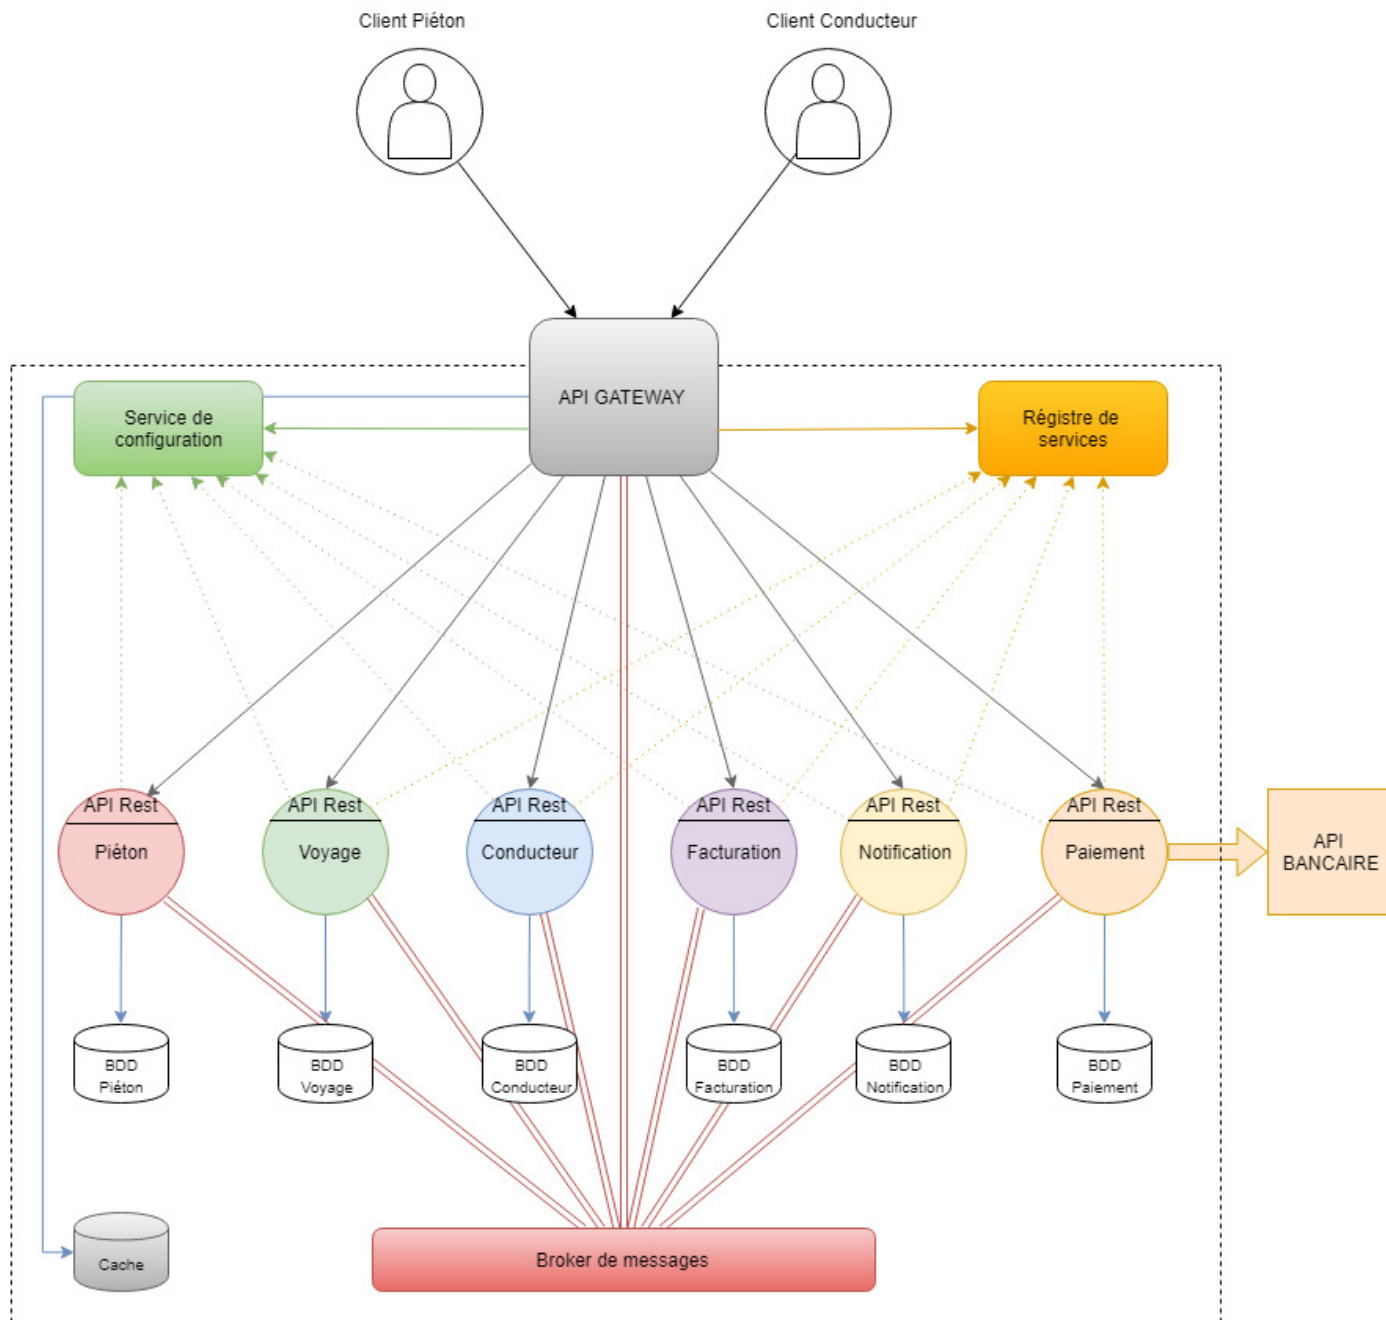 Client Piéton
Client Conducteur
API GATEWAY
Service de
configuration
Régistre de
services
API Rest
Piéton
API Rest
Voyage
API Rest
Conducteur
API Rest
Facturation
API Rest
Notification
API Rest
Paiement
API
BANCAIRE
BDD
Piéton
BDD
Voyage
BDD
Conducteur
BDD
Facturation
BDD
Notification
BDD
Paiement
Cache
Broker de messages